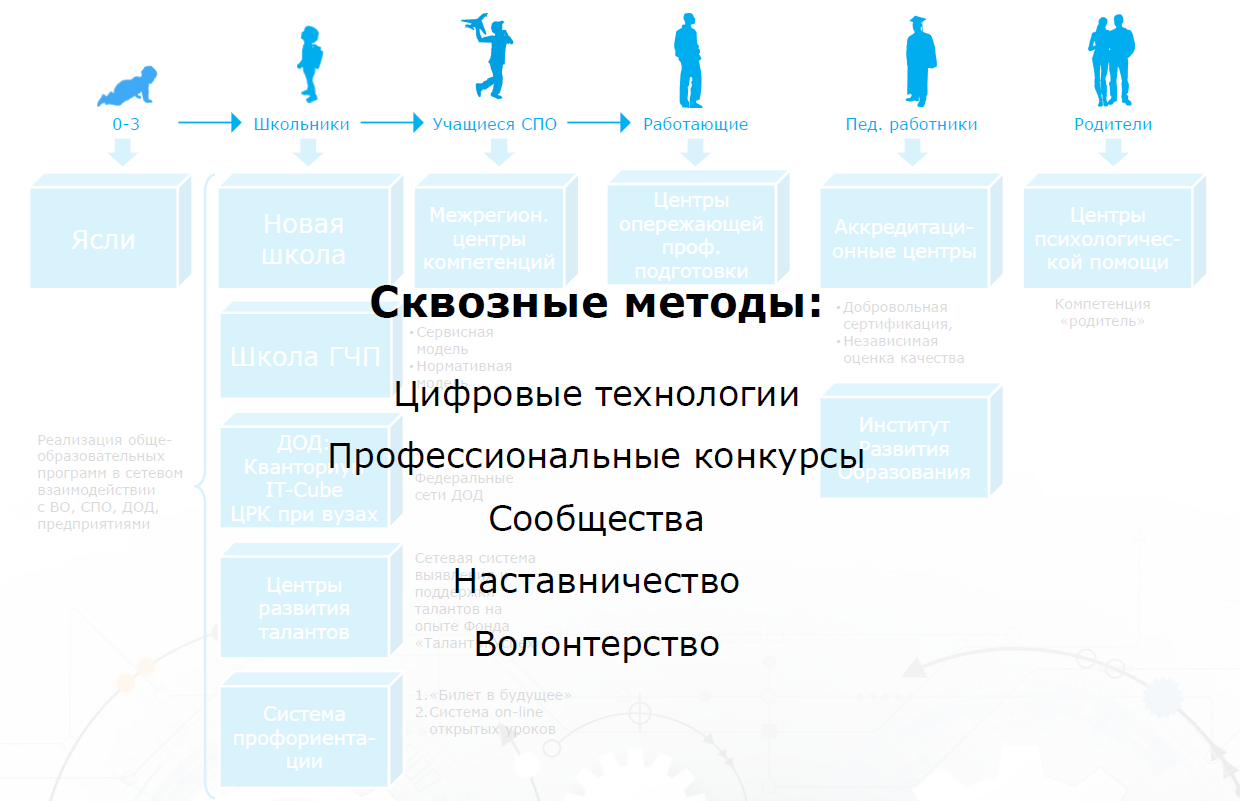 0-3
Школьники
Учащиеся СПО
Работающие
Пед. работники
Родители
Ясли
Новая
школа
Межрегион.
центры
компетенций
Центры
опережающей
проф.
подготовки
Аккредитаци-
онные центры
Центры
психологичес-
кой помощи
Сквозные методы:
Цифровые технологии
Профессиональные конкурсы
Сообщества
Наставничество
Волонтерство
Школа ГЧП
• Сервисная
модель
• Нормативная
модель
• Добровольная
сертификация,
• Независимая
оценка качества
Компетенция
«родитель»
Реализация обще-
образовательных
программ в сетевом
взаимодействии
с ВО, СПО, ДОД,
предприятиями
ДОД:
IT-Cube
ЦРК при вузах
Федеральные
сети ДОД
Институт
Развития
Образования
Центры
развития
талантов
Сетевая система
поддержки
талантов на
опыте Фонда
Система
профориента-
ции
1. «Билет в будущее»
2. Система on-line
открытых уроков